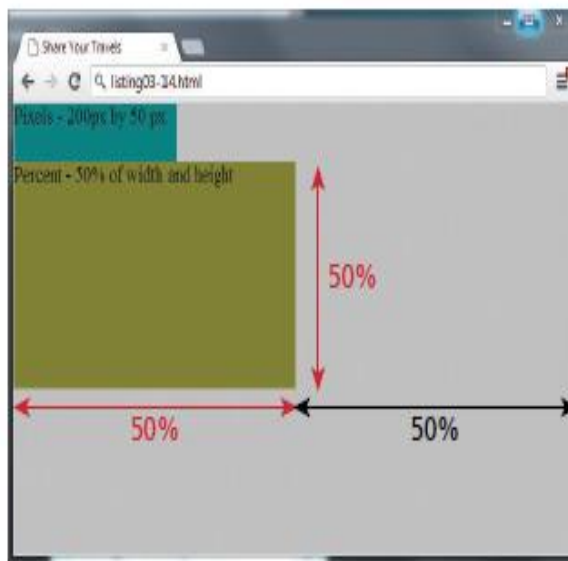 Share Your Travels
listing03-14.html
Pixels - 200px by 50 px
Percent - 50% of width and height
50%
50%
50%